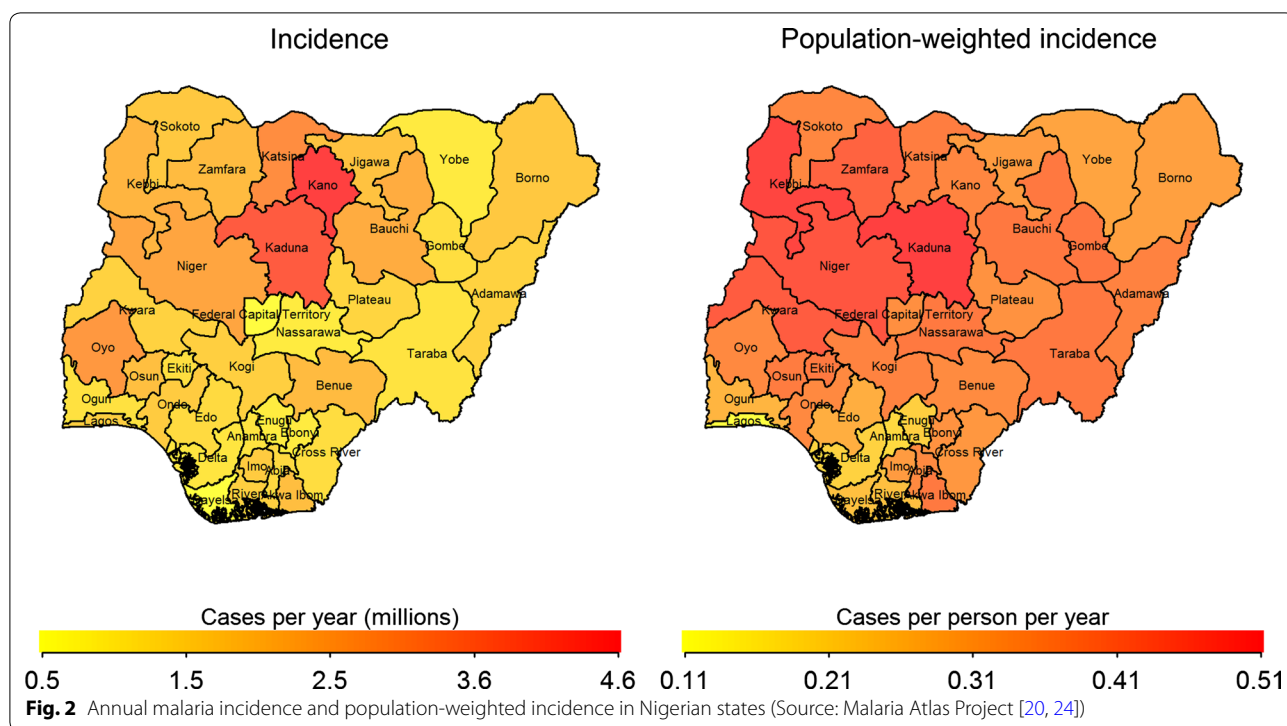 Incidence
Population-weighted incidence
Sokoto
Katsina
Zamfara
Jigawa
Yobe
Kebbi
Kano
Borno
Kaduna
Bauchi
Gombe
Niger
Plateau
Adamawa
Kwara
Federal Capital Territory
Nassarawa
Oyo
Taraba
Kogi
Ekiti
Osun
Benue
Ogun
Ondo
Edo
Lagos
Enugu
Anambra
Ebonyi
Cross River
Delta
Imo
Abia
Rivers
Akwa Ibom
Sokoto
Katsina
Zamfara
Jigawa
Yobe
Kebbi
Kano
Borno
Kaduna
Bauchi
Gombe
Niger
Plateau
Adamawa
Kwara
Federal Capital Territory
Nassarawa
Oyo
Taraba
Kogi
Osun
Ekiti
Benue
Ogun
Ondo
Edo
Lagos
Enugu
Anambra
Ebonyi
Cross River
Delta
Imo
Abia
Rivers
Akwa Ibom
Cases per year (millions)
0.5 1.5 2.5 3.6 4.6
Cases per person per year
0.11 0.21 0.31 0.41 0.51
Fig. 2 Annual malaria incidence and population-weighted incidence in Nigerian states (Source: Malaria Atlas Project [20, 24])